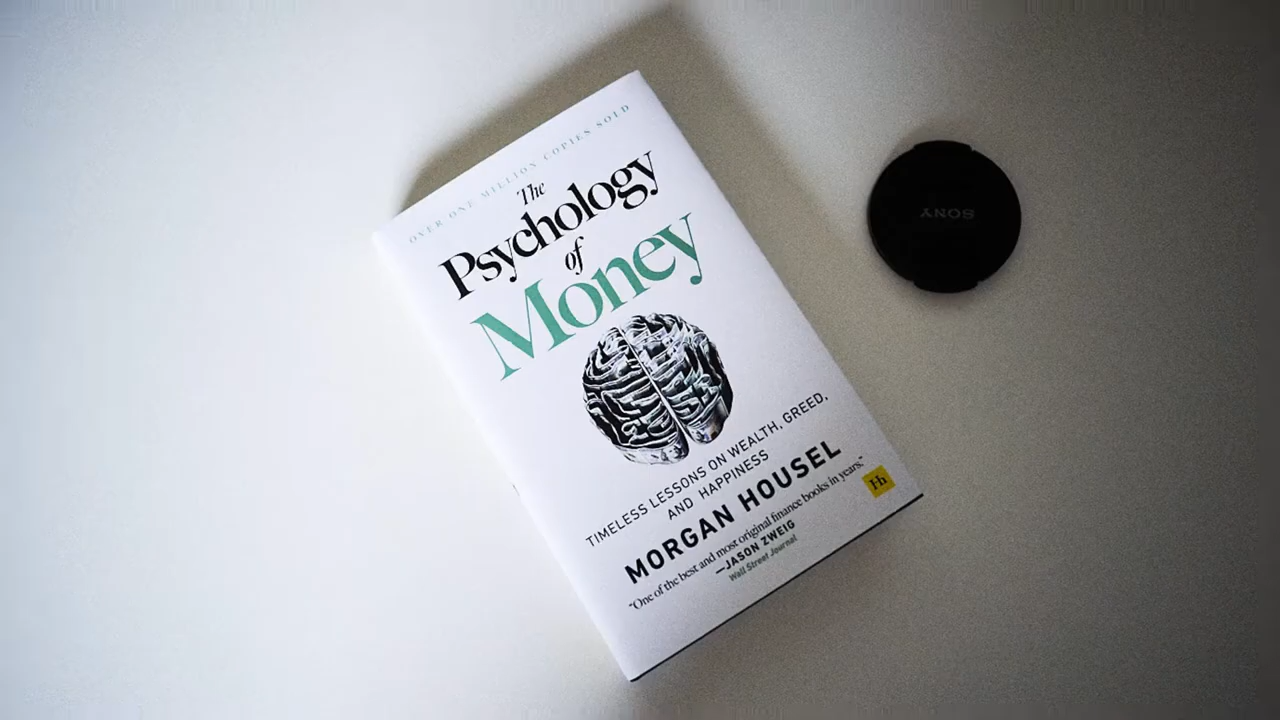 OVER ONE MILLION COPIES SOLD
The
Psychology
of
Money
TIMELESS LESSONS ON WEALTH, GREED,
AND HAPPINESS
MORGAN HOUSEL
"One of the best and most original finance books in years."
—JASON ZWEIG
Wall Street Journal
Hh
SONY